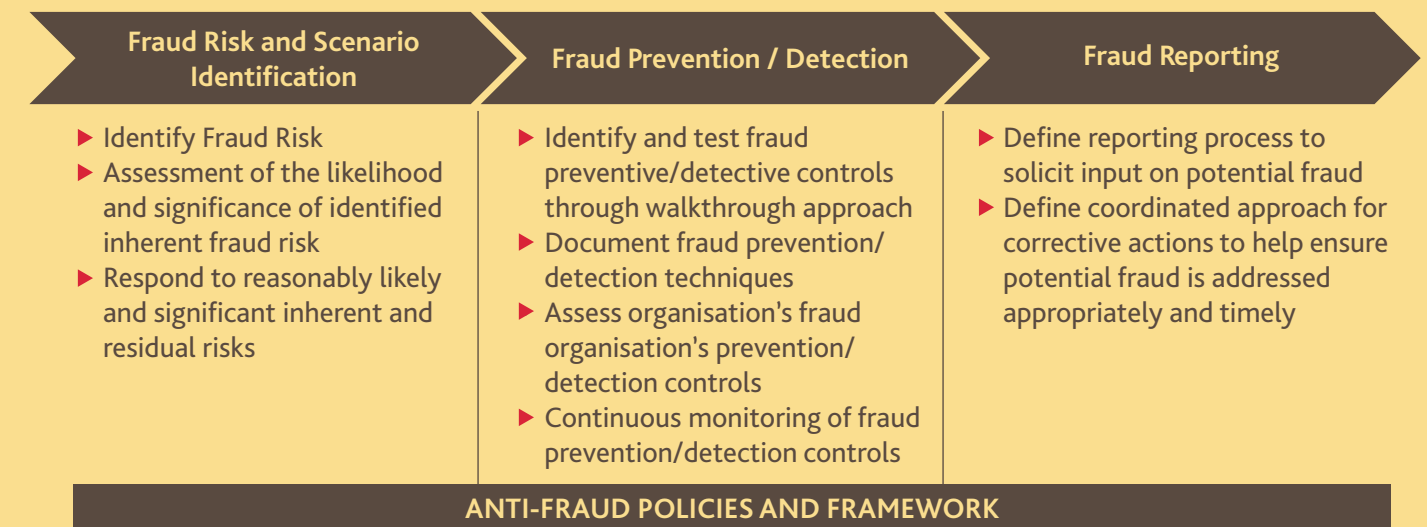 Fraud Risk and Scenario
Identification
Fraud Prevention / Detection
Fraud Reporting
Identify Fraud Risk
Assessment of the likelihood
and significance of identified
inherent fraud risk
Respond to reasonably likely
and significant inherent and
residual risks
Identify and test fraud
preventive/detective controls
through walkthrough approach
Document fraud prevention/
detection techniques
Assess organisation's fraud
organisation's prevention/
detection controls
Continuous monitoring of fraud
prevention/detection controls
Define reporting process to
solicit input on potential fraud
Define coordinated approach for
corrective actions to help ensure
potential fraud is addressed
appropriately and timely
ANTI-FRAUD POLICIES AND FRAMEWORK